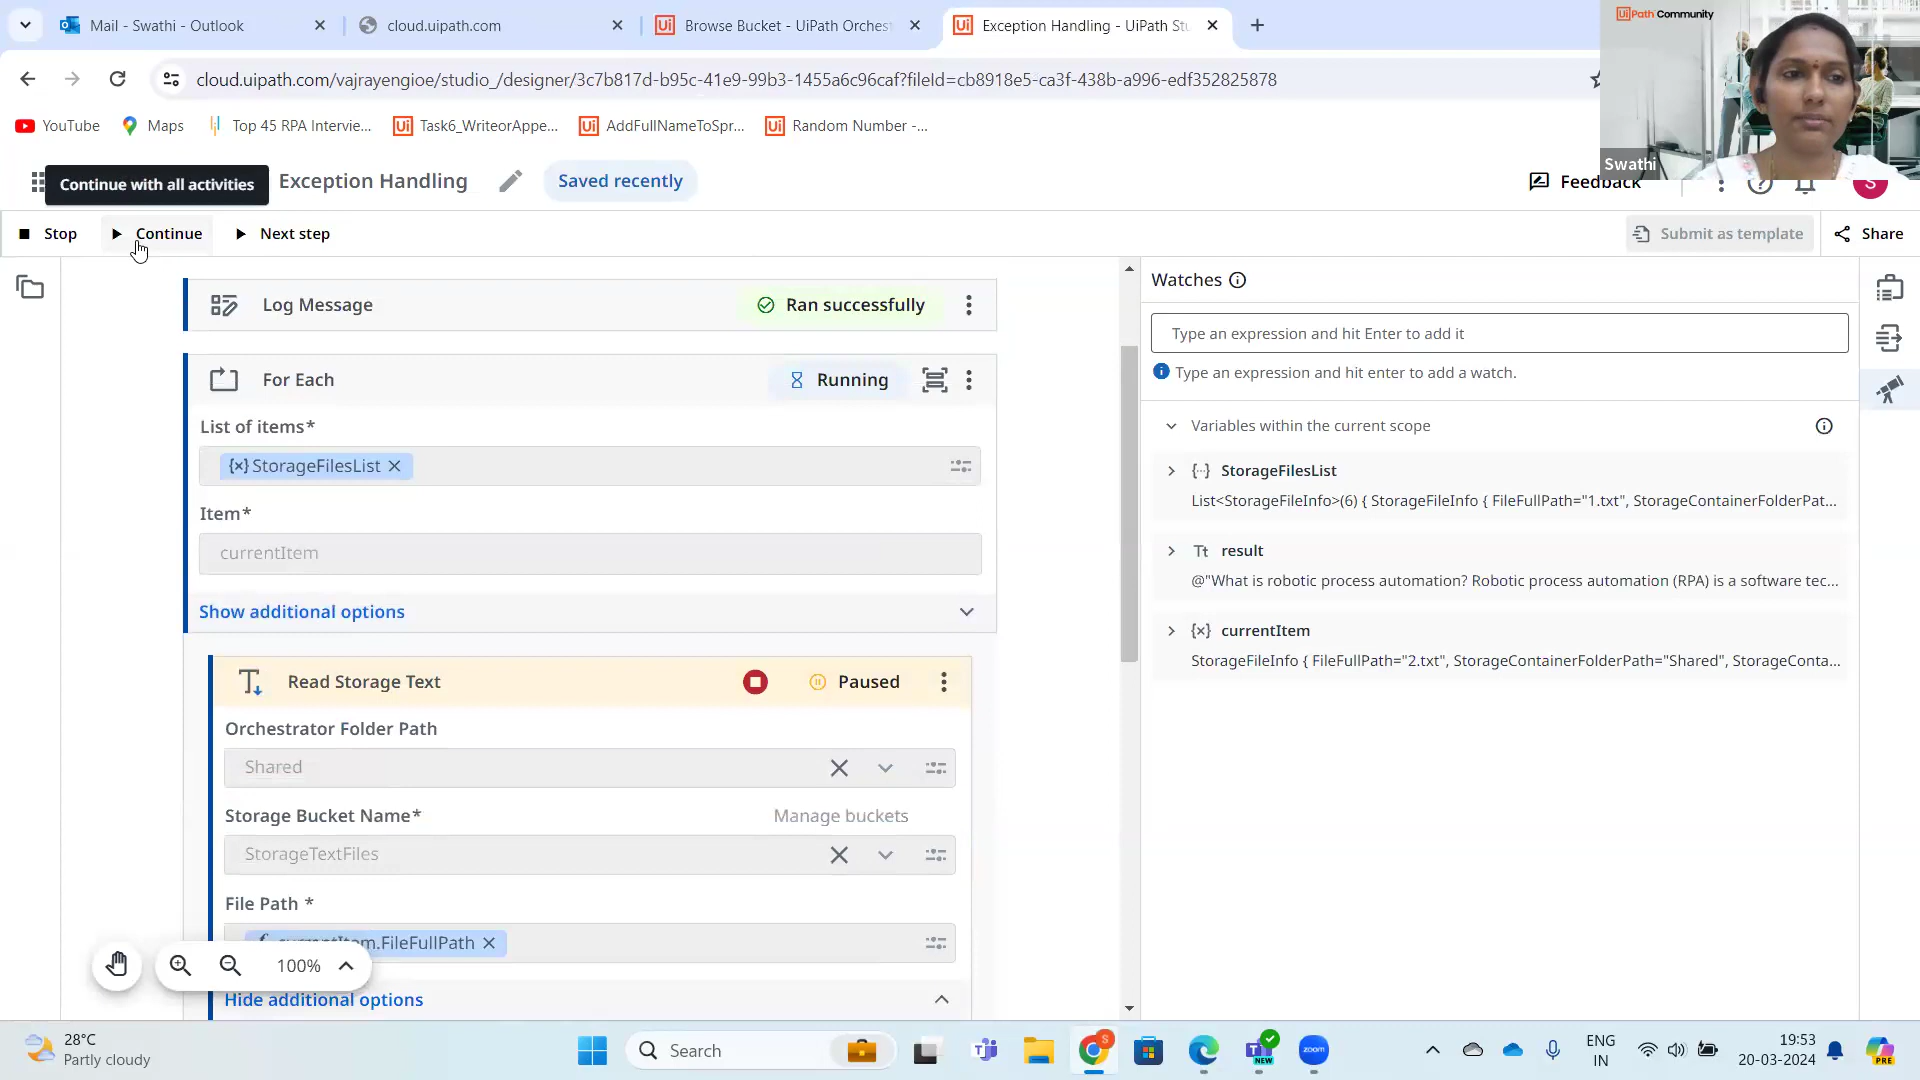 Mail - Swathi - Outlook
cloud.uipath.com
Browse Bucket - UiPath Orches
Exception Handling - UiPath Stu
UiPath Community
cloud.uipath.com/vajrayengioe/studio_/designer/3c7b817d-b95c-41e9-99b3-1455a6c96caf?fileId=cb8918e5-ca3f-438b-a996-edf352825878
YouTube
Maps
Top 45 RPA Intervie...
Task6_WriteorAppe...
AddFullNameToSpr...
Random Number -...
Swathi
Continue with all activities
Exception Handling
Saved recently
Feedback
S
Stop
Continue
Next step
Submit as template
Share
Log Message
Ran successfully
For Each
Running
List of items*
StorageFilesList
Item*
currentItem
Show additional options
Read Storage Text
Paused
Orchestrator Folder Path
Shared
Storage Bucket Name*
Manage buckets
StorageTextFiles
File Path *
currentItem.FileFullPath
100%
Hide additional options
Watches
Type an expression and hit Enter to add it
Type an expression and hit enter to add a watch.
Variables within the current scope
StorageFilesList
List<StorageFileInfo>(6) { StorageFileInfo { FileFullPath="1.txt", StorageContainerFolderPat...
Tt result
@"What is robotic process automation? Robotic process automation (RPA) is a software tec...
{x} currentItem
StorageFileInfo { FileFullPath="2.txt", StorageContainerFolderPath="Shared", StorageConta...
28°C
Partly cloudy
Search
NEW
zoom
ENG
IN
19:53
20-03-2024
PRE